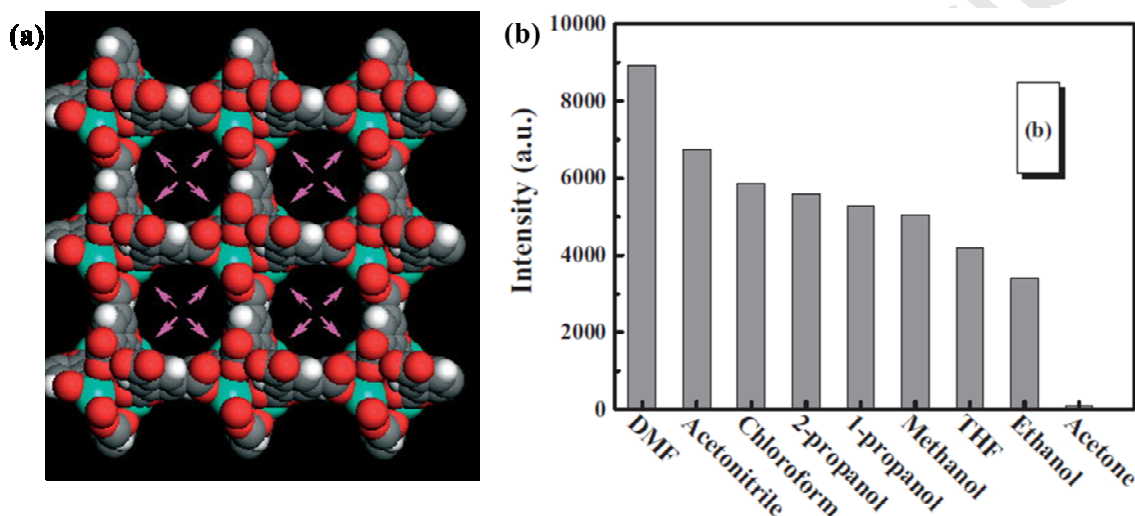 (a)
(b)
10000
8000
6000
4000
2000
0
Intensity (a.u.)
(b)
DMF
Acetonitrile
Chloroform
2-propanol
1-propanol
Methanol
THF
Ethanol
Acetone